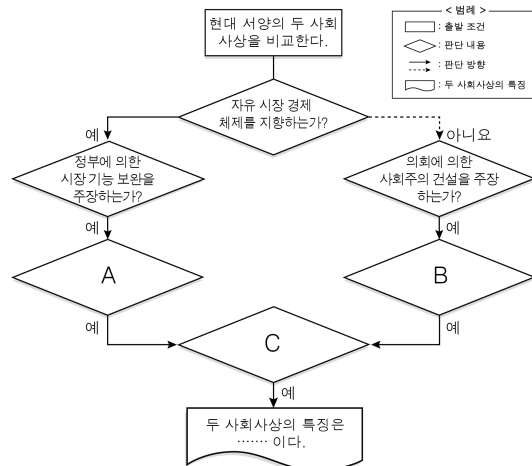 현대 서양의 두 사회
사상을 비교한다.
< 범례 >
: 출발 조건
: 판단 내용
: 판단 방향
: 두 사회사상의 특징
자유 시장 경제
체제를 지향하는가?
예
아니요
정부에 의한
시장 기능 보완을
주장하는가?
의회에 의한
사회주의 건설을 주장
하는가?
예
예
A
B
예
예
C
예
두 사회사상의 특징은
······· 이다.